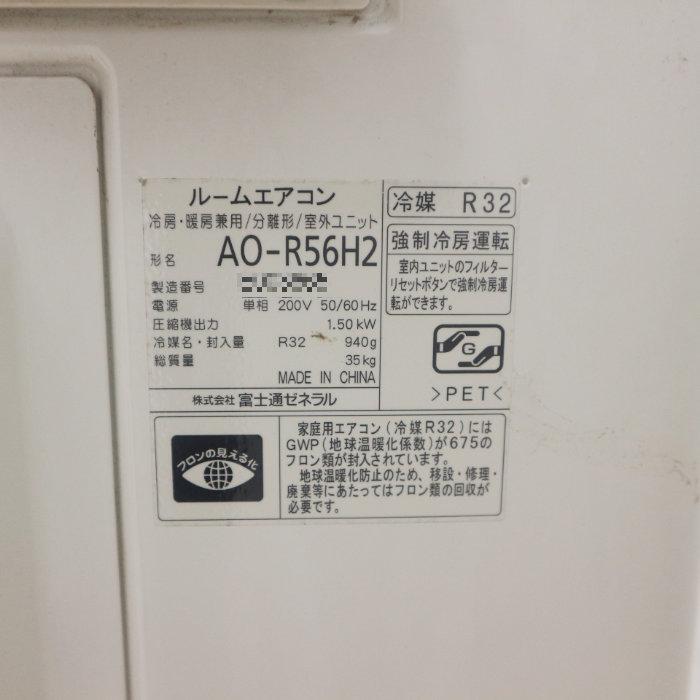 ルームエアコン
冷房・暖房兼用/分離形/室外ユニット
形名 AO-R56H2
製造番号
電源 単相 200V 50/60Hz
圧縮機出力 1.50kW
冷媒名・封入量 R32 940g
総質量 35kg
MADE IN CHINA
株式会社 富士通ゼネラル
冷媒 R32
強制冷房運転
室内ユニットのフィルター
リセットボタンで強制冷房運
転ができます。
G
>PET<
フロンの見える化
家庭用エアコン(冷媒R32)には
GWP(地球温暖化係数)が675の
フロン類が封入されています。
地球温暖化防止のため、移設・修理・
廃棄等にあたってはフロン類の回収が
必要です。